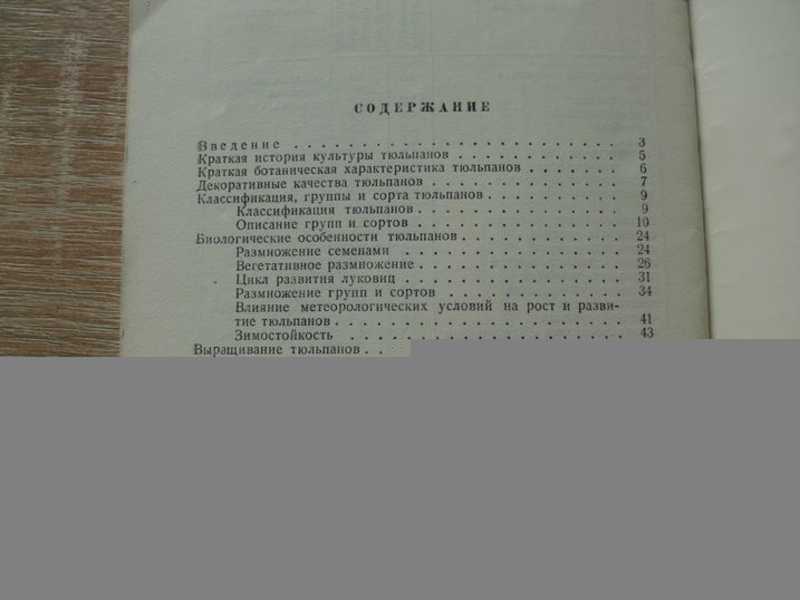 СОДЕРЖАНИЕ
Введение . . . . . . . . . . . . . . . . . . . . . . . . 3
Краткая история культуры тюльпанов . . . . . . . . . . . . 5
Краткая ботаническая характеристика тюльпанов . . . . . . . 6
Декоративные качества тюльпанов . . . . . . . . . . . . . . 7
Классификация, группы и сорта тюльпанов . . . . . . . . . . 9
Классификация тюльпанов . . . . . . . . . . . . . . . 9
Описание групп и сортов . . . . . . . . . . . . . . . 10
Биологические особенности тюльпанов . . . . . . . . . . . . 24
Размножение семенами . . . . . . . . . . . . . . . . 24
Вегетативное размножение . . . . . . . . . . . . . . . 26
Цикл развития луковиц . . . . . . . . . . . . . . . . 31
Размножение групп и сортов . . . . . . . . . . . . . 34
Влияние метеорологических условий на рост и разви-
тие тюльпанов . . . . . . . . . . . . . . . . . . . . . 41
Зимостойкость . . . . . . . . . . . . . . . . . . . . 43
Выращивание тюльпанов . .